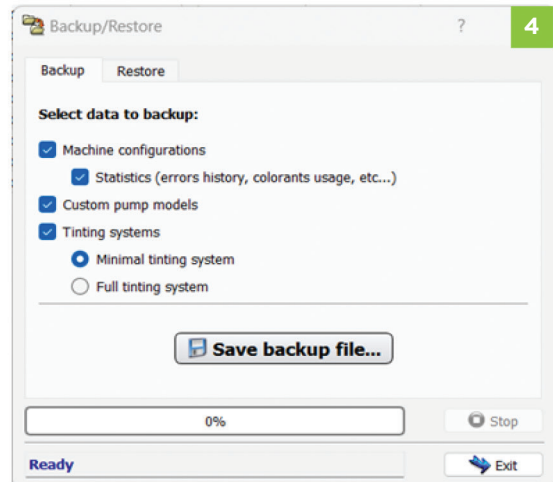 Backup/Restore ? 4
Backup Restore
Select data to backup:
Machine configurations
Statistics (errors history, colorants usage, etc...)
Custom pump models
Tinting systems
Minimal tinting system
Full tinting system
Save backup file...
0% Stop
Ready Exit